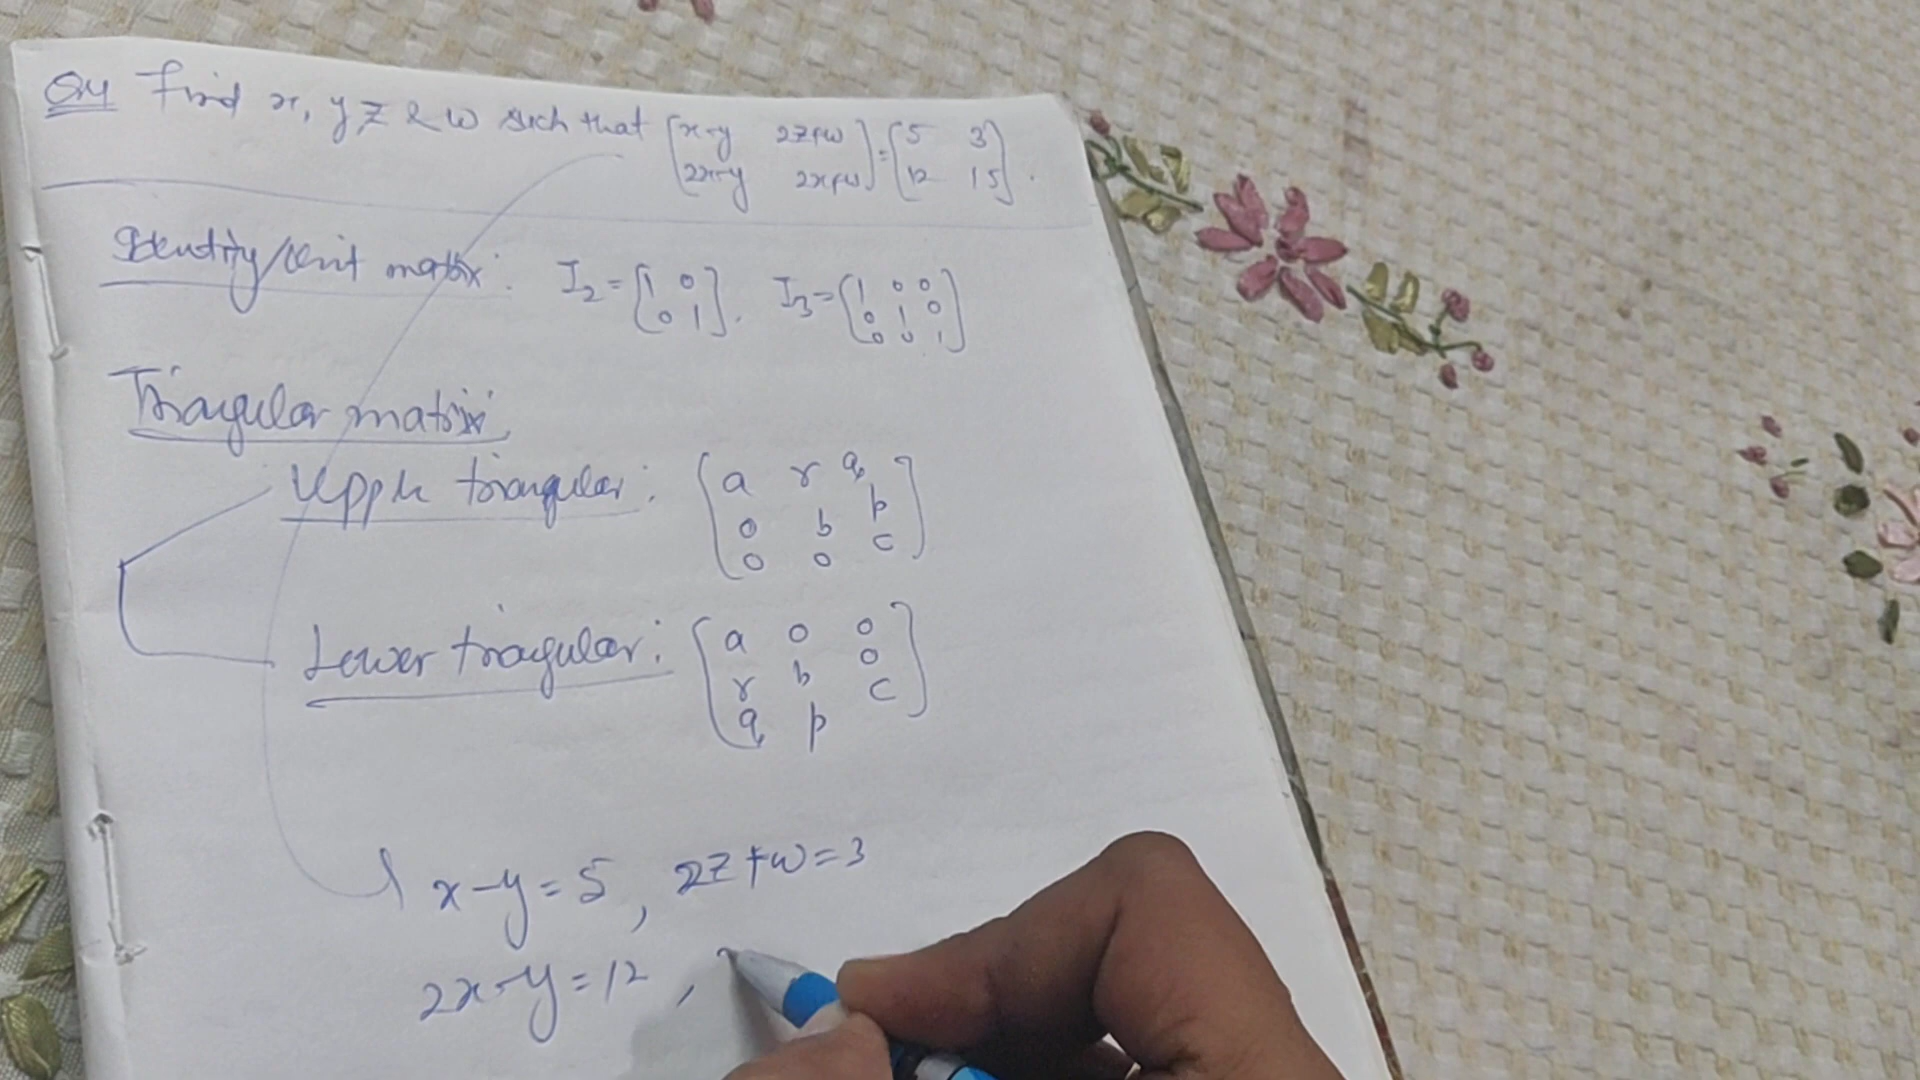 Q4 Find x, y, z & w such that [x-y 2z+w] = [5 3]
[2x-y 2x+w] [12 15].
Identity/Unit matrix: I2 = [1 0], I3 = [1 0 0]
[0 1]. [0 1 0]
[0 0 1]
Triangular matrix
Upper triangular: [a r q]
[0 b p]
[0 0 c]
Lower triangular: [a 0 0]
[r b 0]
[q p c]
x-y=5, 2z+w=3
2x-y=12,